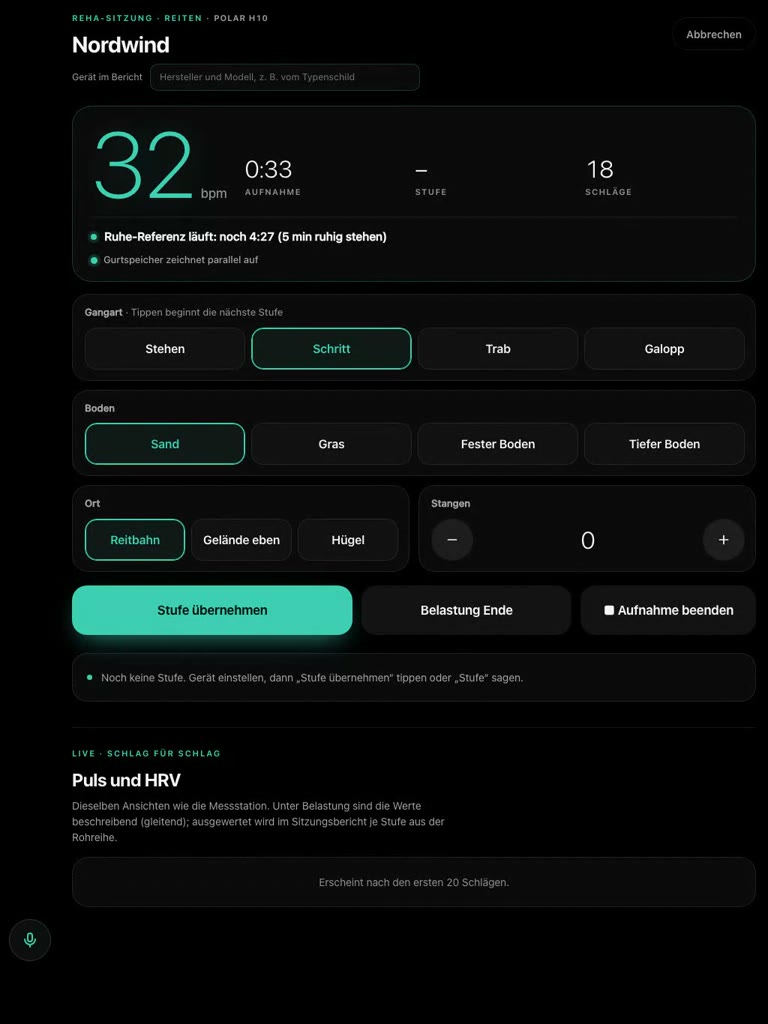 REHA-SITZUNG · REITEN · POLAR H10
Nordwind
Abbrechen
Gerät im Bericht
Hersteller und Modell, z. B. vom Typenschild
32 bpm
0:33
AUFNAHME
–
STUFE
18
SCHLÄGE
Ruhe-Referenz läuft: noch 4:27 (5 min ruhig stehen)
Gurtspeicher zeichnet parallel auf
Gangart · Tippen beginnt die nächste Stufe
Stehen
Schritt
Trab
Galopp
Boden
Sand
Gras
Fester Boden
Tiefer Boden
Ort
Reitbahn
Gelände eben
Hügel
Stangen
−
0
+
Stufe übernehmen
Belastung Ende
Aufnahme beenden
Noch keine Stufe. Gerät einstellen, dann „Stufe übernehmen“ tippen oder „Stufe“ sagen.
LIVE · SCHLAG FÜR SCHLAG
Puls und HRV
Dieselben Ansichten wie die Messstation. Unter Belastung sind die Werte
beschreibend (gleitend); ausgewertet wird im Sitzungsbericht je Stufe aus der
Rohreihe.
Erscheint nach den ersten 20 Schlägen.